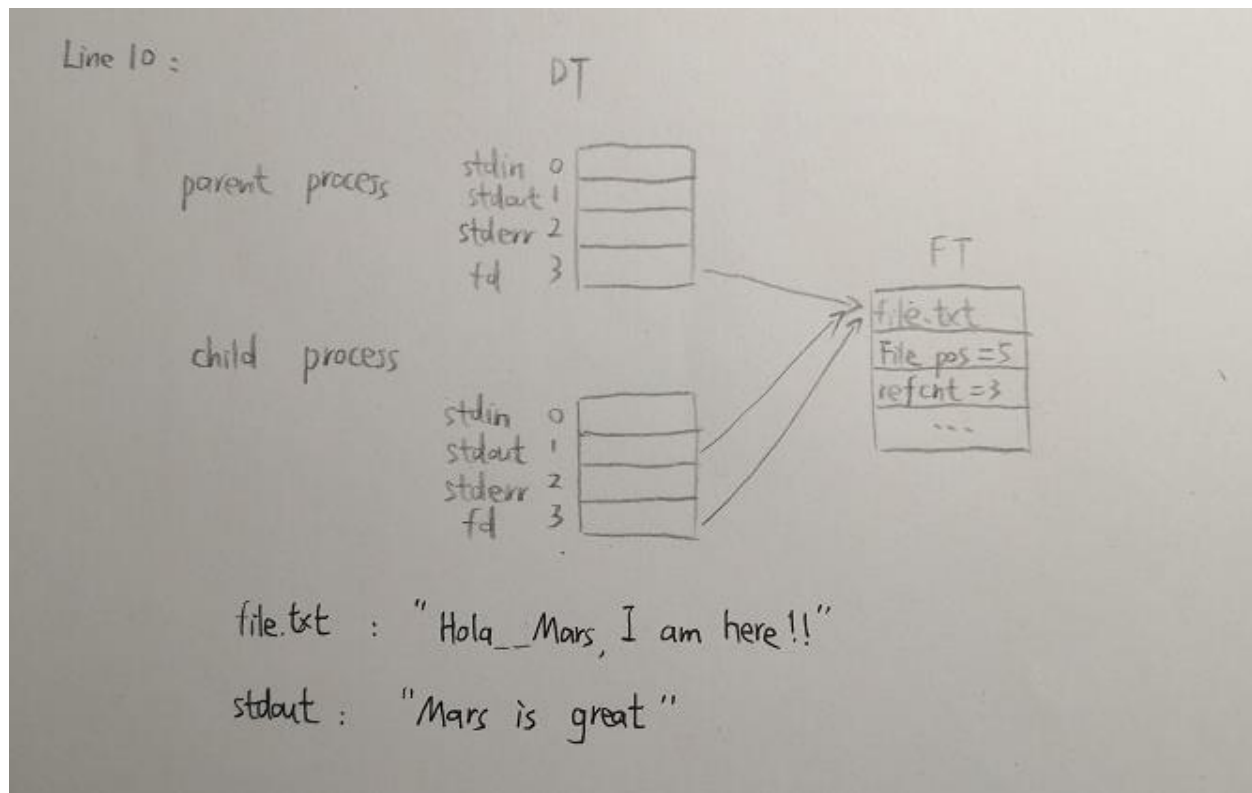 Line 10 :
DT
parent process
stdin 0
stdout 1
stderr 2
fd 3
FT
file.txt
File pos = 5
refcnt = 3
...
child process
stdin 0
stdout 1
stderr 2
fd 3
file.txt : "Hola__Mars, I am here!!"
stdout : "Mars is great"